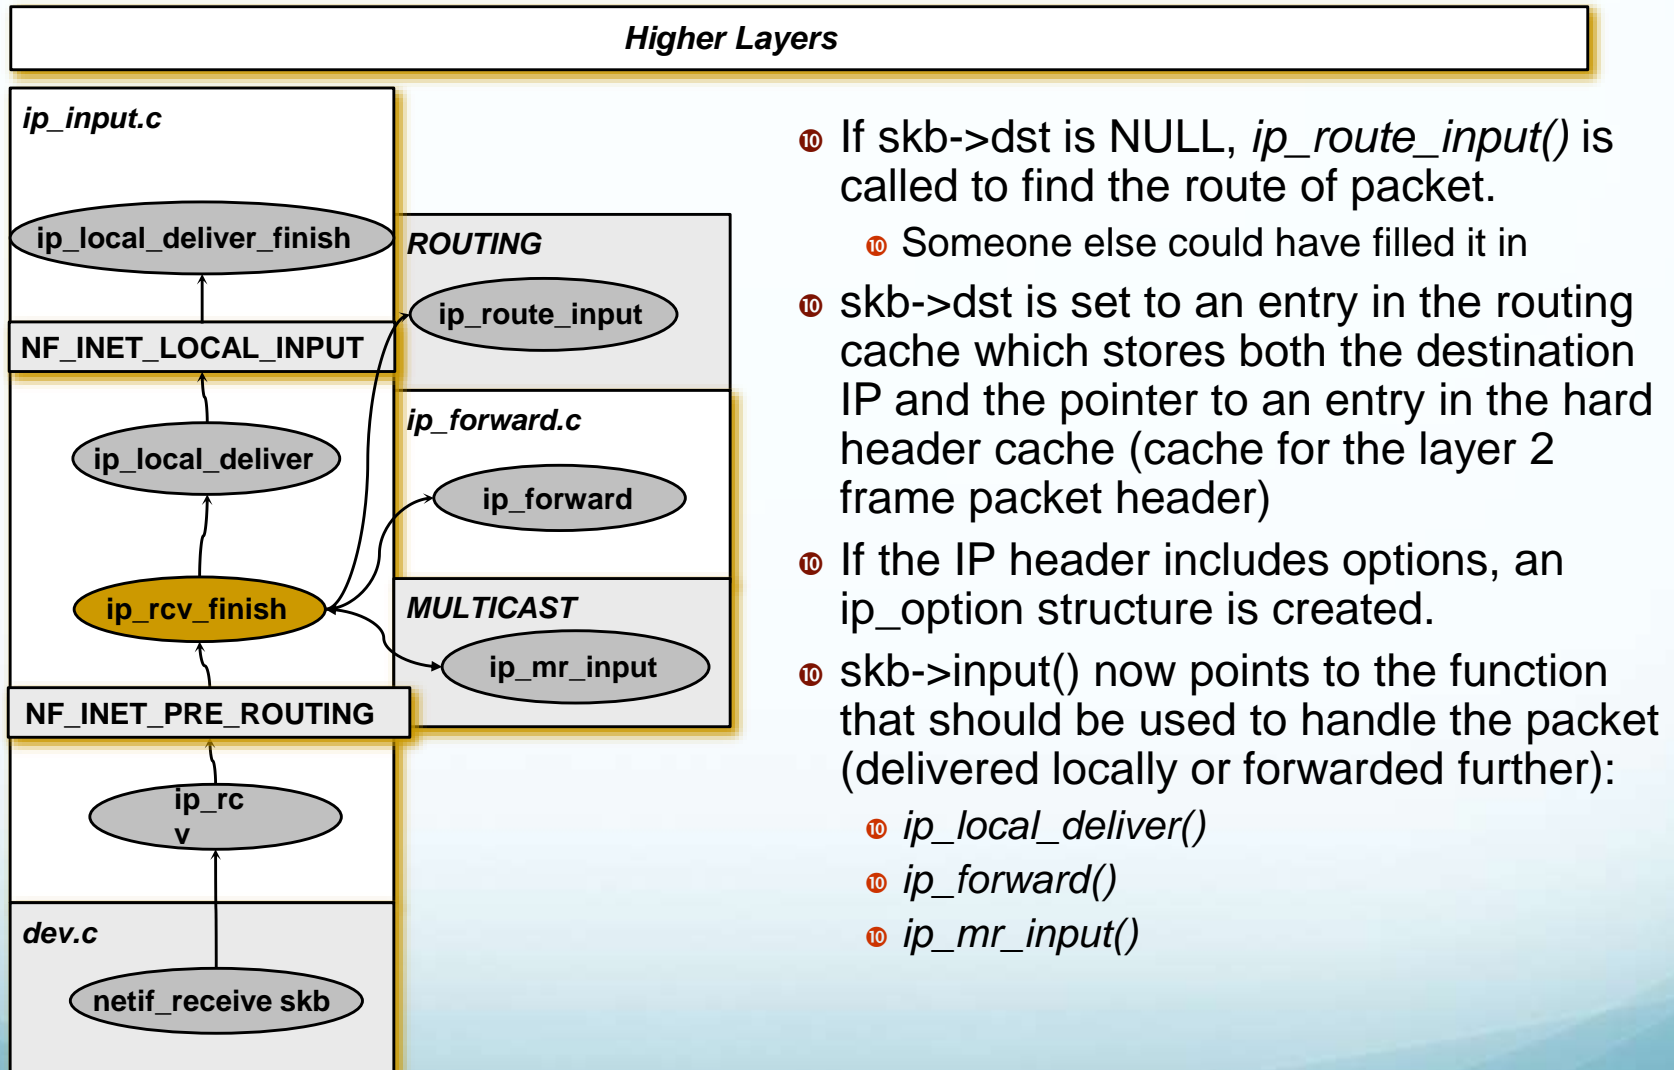 Higher Layers
ip_input.c
ip_local_deliver_finish
NF_INET_LOCAL_INPUT
ip_local_deliver
ip_rcv_finish
NF_INET_PRE_ROUTING
ip_rc
v
dev.c
netif_receive skb
ROUTING
ip_route_input
ip_forward.c
ip_forward
MULTICAST
ip_mr_input
❿ If skb->dst is NULL, ip_route_input() is
called to find the route of packet.
❿ Someone else could have filled it in
❿ skb->dst is set to an entry in the routing
cache which stores both the destination
IP and the pointer to an entry in the hard
header cache (cache for the layer 2
frame packet header)
❿ If the IP header includes options, an
ip_option structure is created.
❿ skb->input() now points to the function
that should be used to handle the packet
(delivered locally or forwarded further):
❿ ip_local_deliver()
❿ ip_forward()
❿ ip_mr_input()